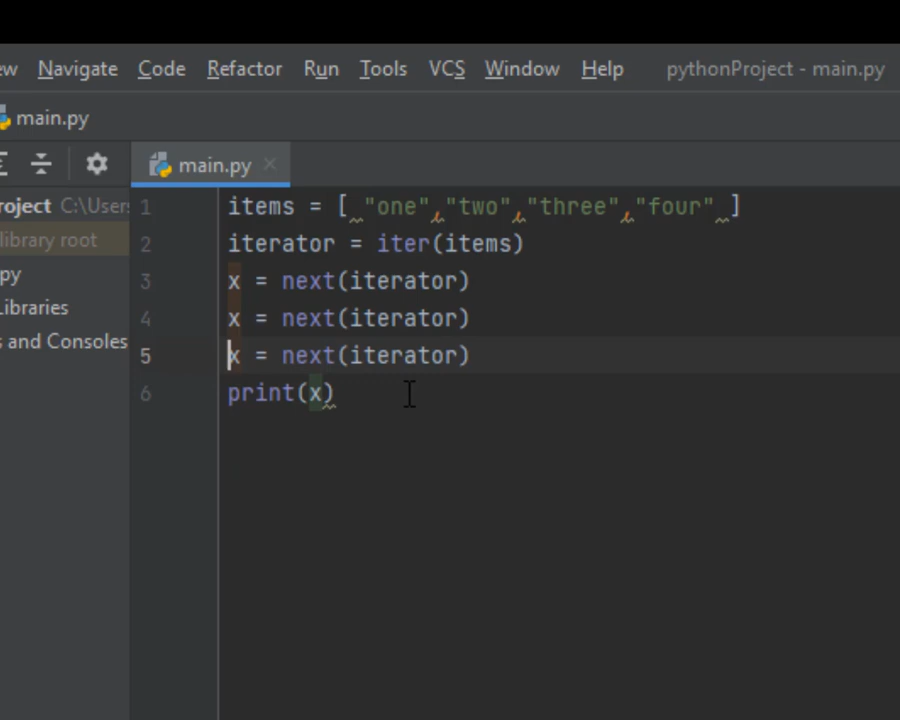 ew Navigate Code Refactor Run Tools VCS Window Help pythonProject - main.py
main.py
main.py
roject C:\User
library root
py
Libraries
s and Consoles
1 items = [ "one","two","three","four" ]
2 iterator = iter(items)
3 x = next(iterator)
4 x = next(iterator)
5 x = next(iterator)
6 print(x)